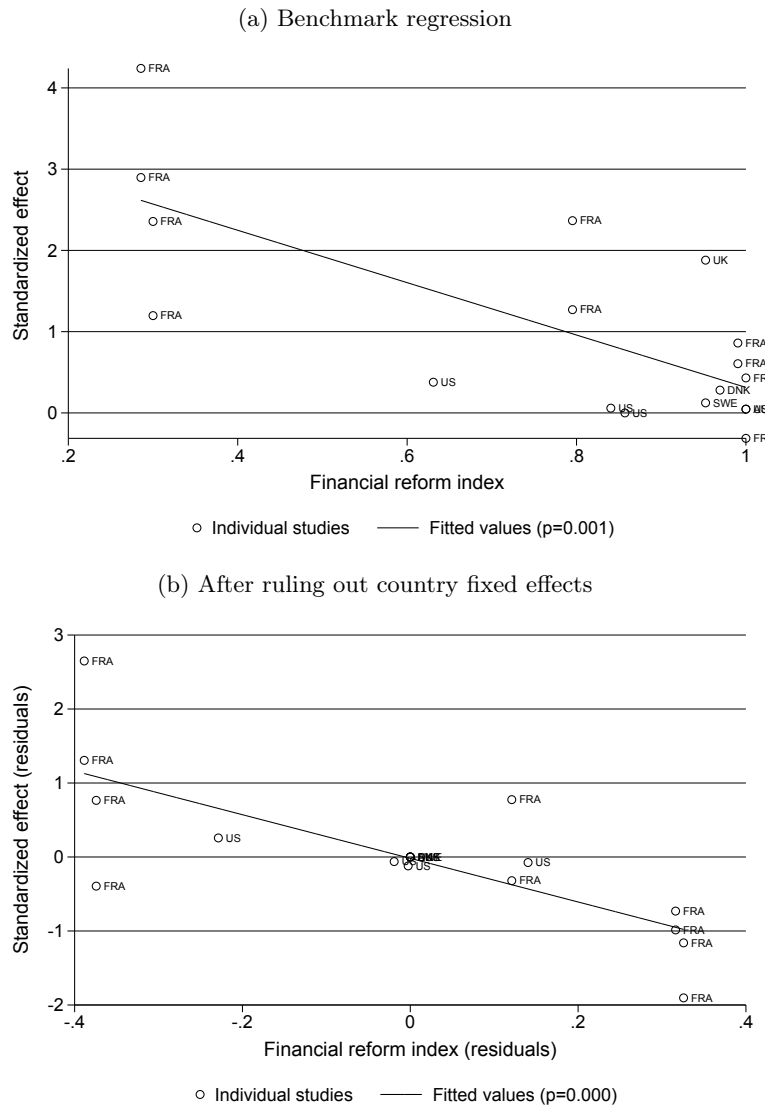 (a) Benchmark regression
4
3
2
1
0
Standardized effect
FRA
FRA
FRA
FRA
FRA
FRA
UK
US
US
US
FRA
FRA
FR
DNK
SWE
FR
.2 .4 .6 .8 1
Financial reform index
Individual studies Fitted values (p=0.001)
(b) After ruling out country fixed effects
3
2
1
0
-1
-2
Standardized effect (residuals)
FRA
FRA
FRA
FRA
US
US
US
FRA
FRA
US
FRA
FRA
FRA
FRA
-.4 -.2 0 .2 .4
Financial reform index (residuals)
Individual studies Fitted values (p=0.000)